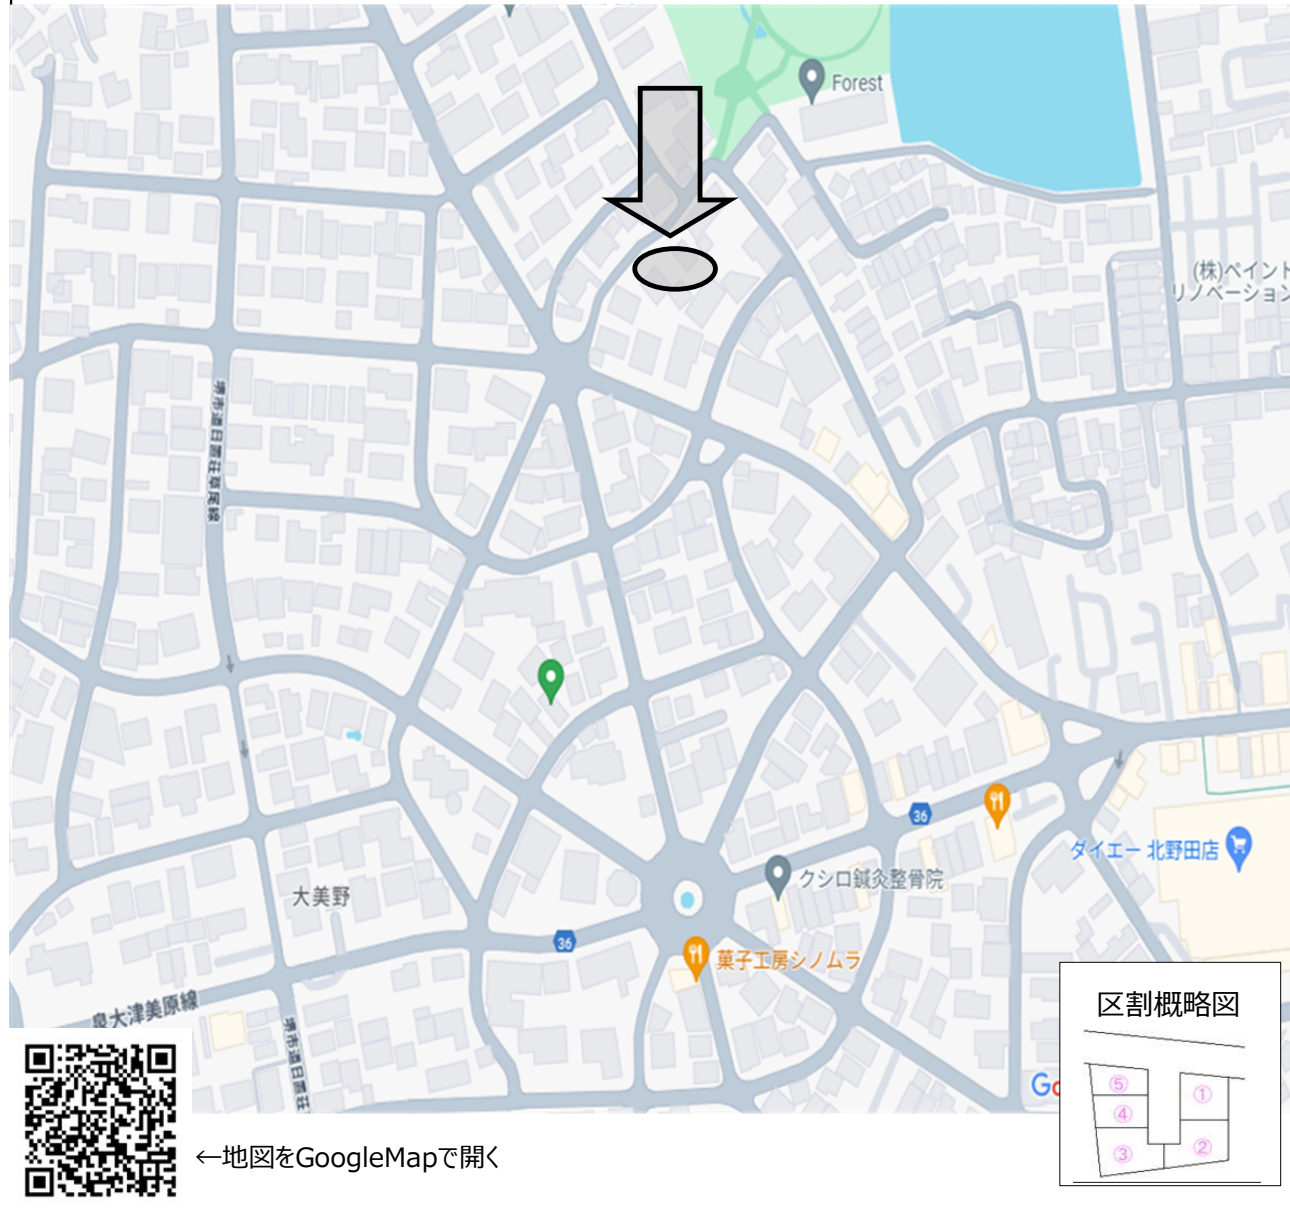 Forest
(株)ペイント
リノベーション
堺市道日置荘草尾線
36
ダイエー 北野田店
クシロ鍼灸整骨院
大美野
36
菓子工房シノムラ
泉大津美原線
堺市道日置荘
区割概略図
⑤
①
④
③
②
Go
←地図をGoogleMapで開く